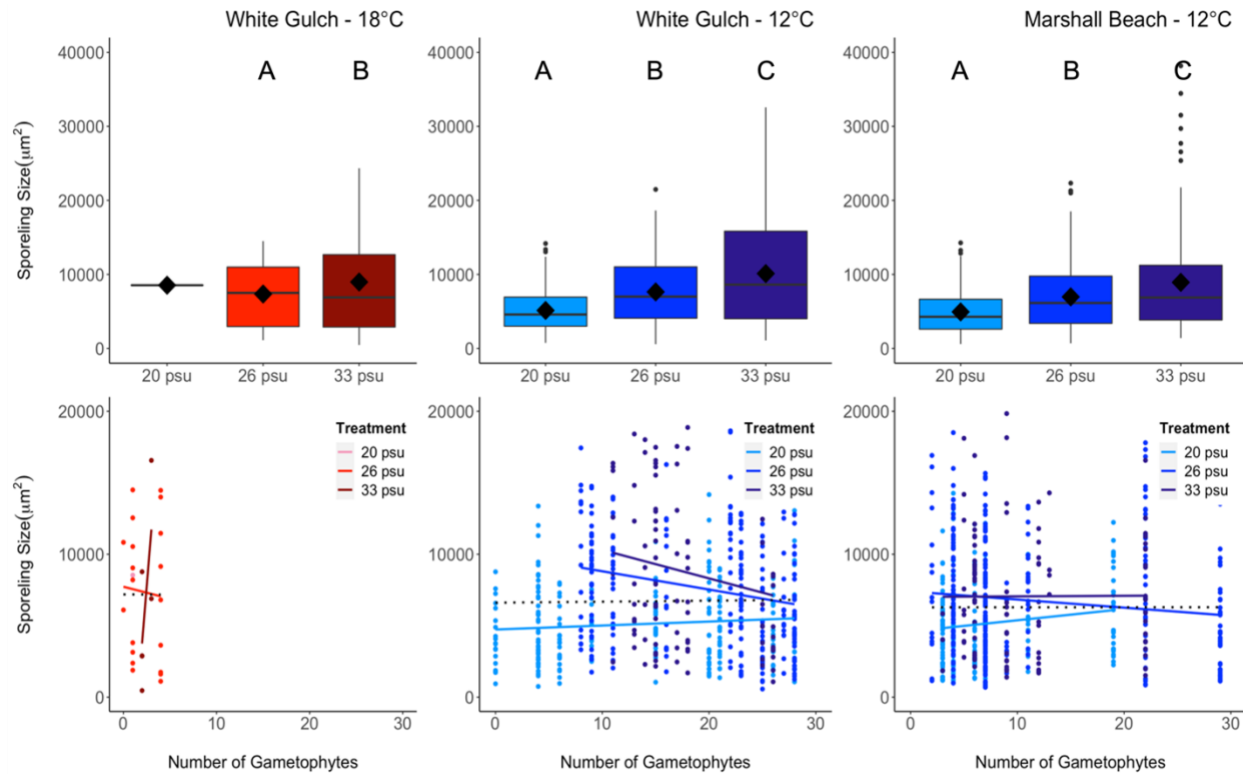 White Gulch - 18°C
White Gulch - 12°C
Marshall Beach - 12°C
Sporeling Size(μm²)
40000
30000
20000
10000
0
A
B
20 psu
26 psu
33 psu
40000
30000
20000
10000
0
A
B
C
20 psu
26 psu
33 psu
40000
30000
20000
10000
0
A
B
C
20 psu
26 psu
33 psu
Sporeling Size(μm²)
20000
10000
0
Treatment
20 psu
26 psu
33 psu
0
10
20
30
Number of Gametophytes
20000
10000
0
Treatment
20 psu
26 psu
33 psu
0
10
20
30
Number of Gametophytes
20000
10000
0
Treatment
20 psu
26 psu
33 psu
0
10
20
30
Number of Gametophytes